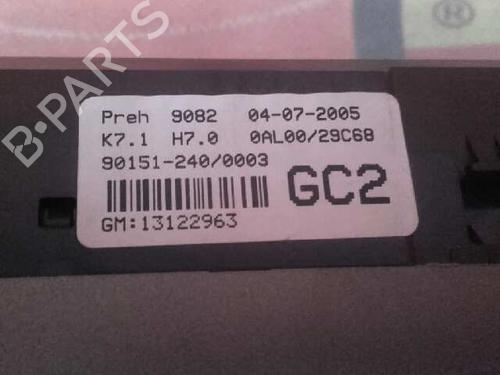 ®
Preh 9082 04-07-2005
K7.1 H7.0 0AL00/29C68
90151-240/0003
GC2
GM:13122963
B-PARTS